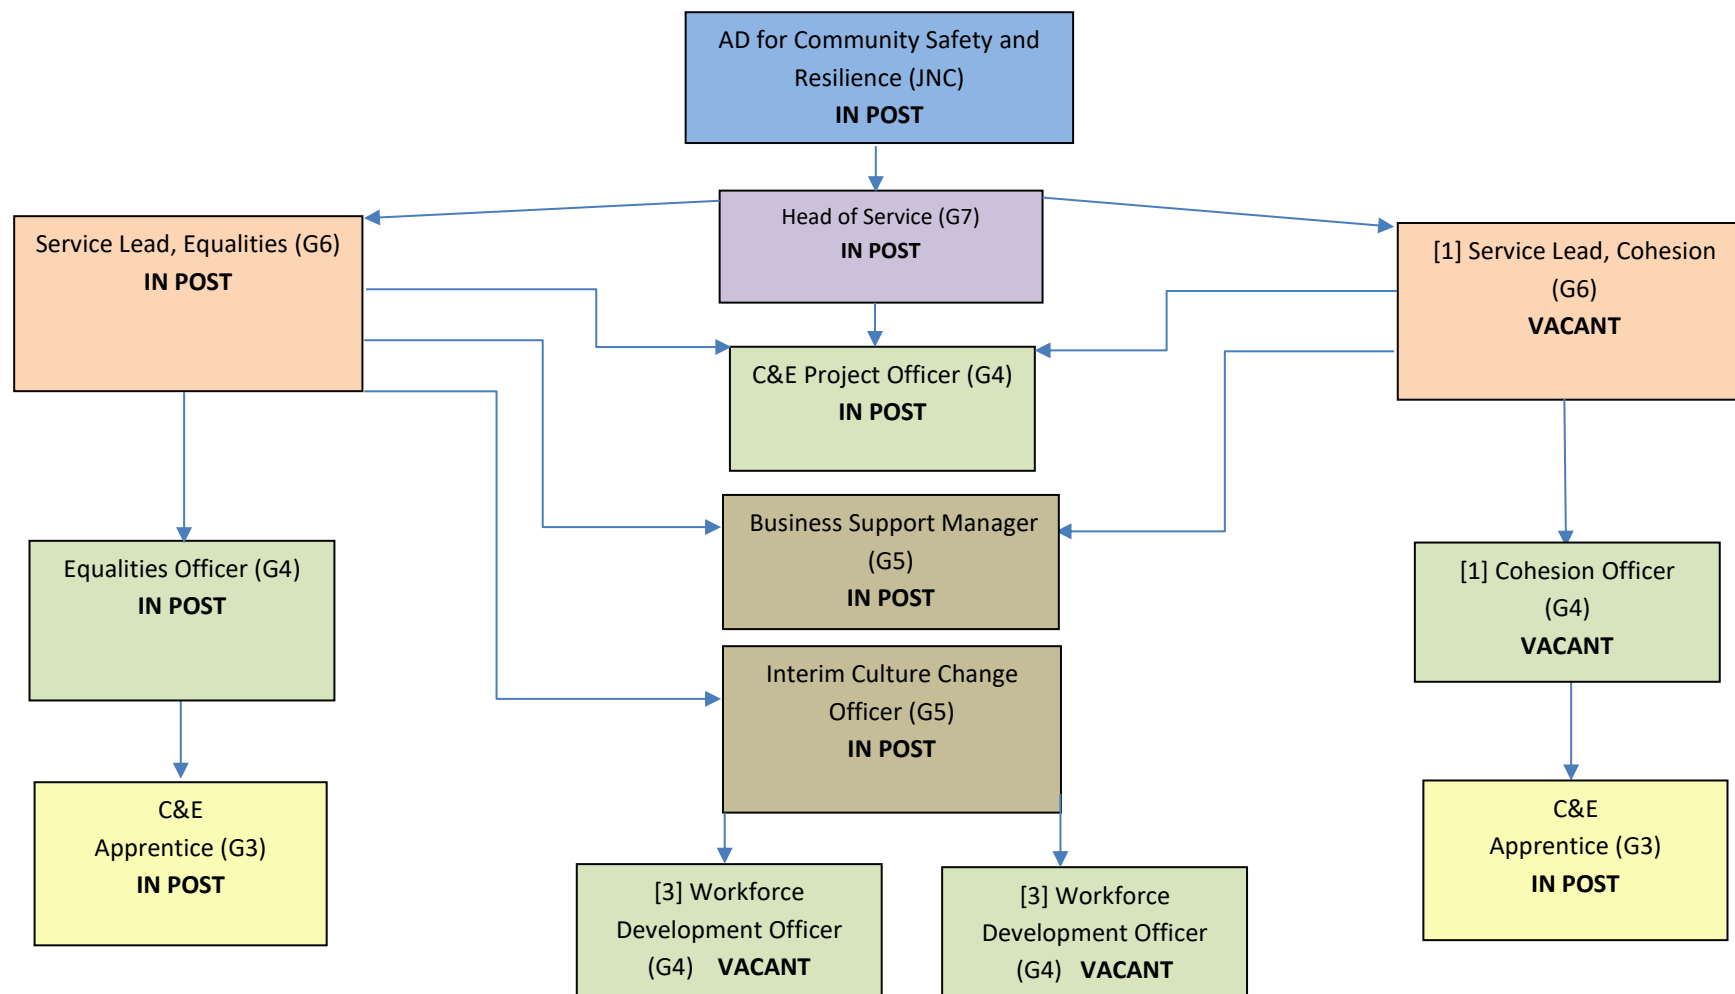 AD for Community Safety and
Resilience (JNC)
IN POST
Head of Service (G7)
IN POST
Service Lead, Equalities (G6)
IN POST
[1] Service Lead, Cohesion
(G6)
VACANT
C&E Project Officer (G4)
IN POST
Business Support Manager
(G5)
IN POST
Equalities Officer (G4)
IN POST
[1] Cohesion Officer
(G4)
VACANT
Interim Culture Change
Officer (G5)
IN POST
C&E
Apprentice (G3)
IN POST
C&E
Apprentice (G3)
IN POST
[3] Workforce
Development Officer
(G4) VACANT
[3] Workforce
Development Officer
(G4) VACANT